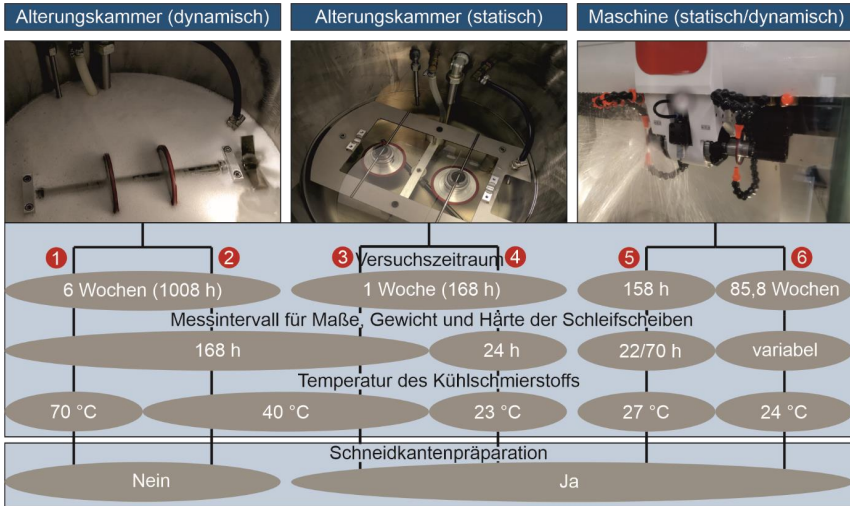 Alterungskammer (dynamisch)
Alterungskammer (statisch)
Maschine (statisch/dynamisch)
1
2
3
4
5
6
Versuchszeitraum
6 Wochen (1008 h)
1 Woche (168 h)
158 h
85,8 Wochen
Messintervall für Maße, Gewicht und Härte der Schleifscheiben
168 h
24 h
22/70 h
variabel
Temperatur des Kühlschmierstoffs
70 °C
40 °C
23 °C
27 °C
24 °C
Schneidkantenpräparation
Nein
Ja